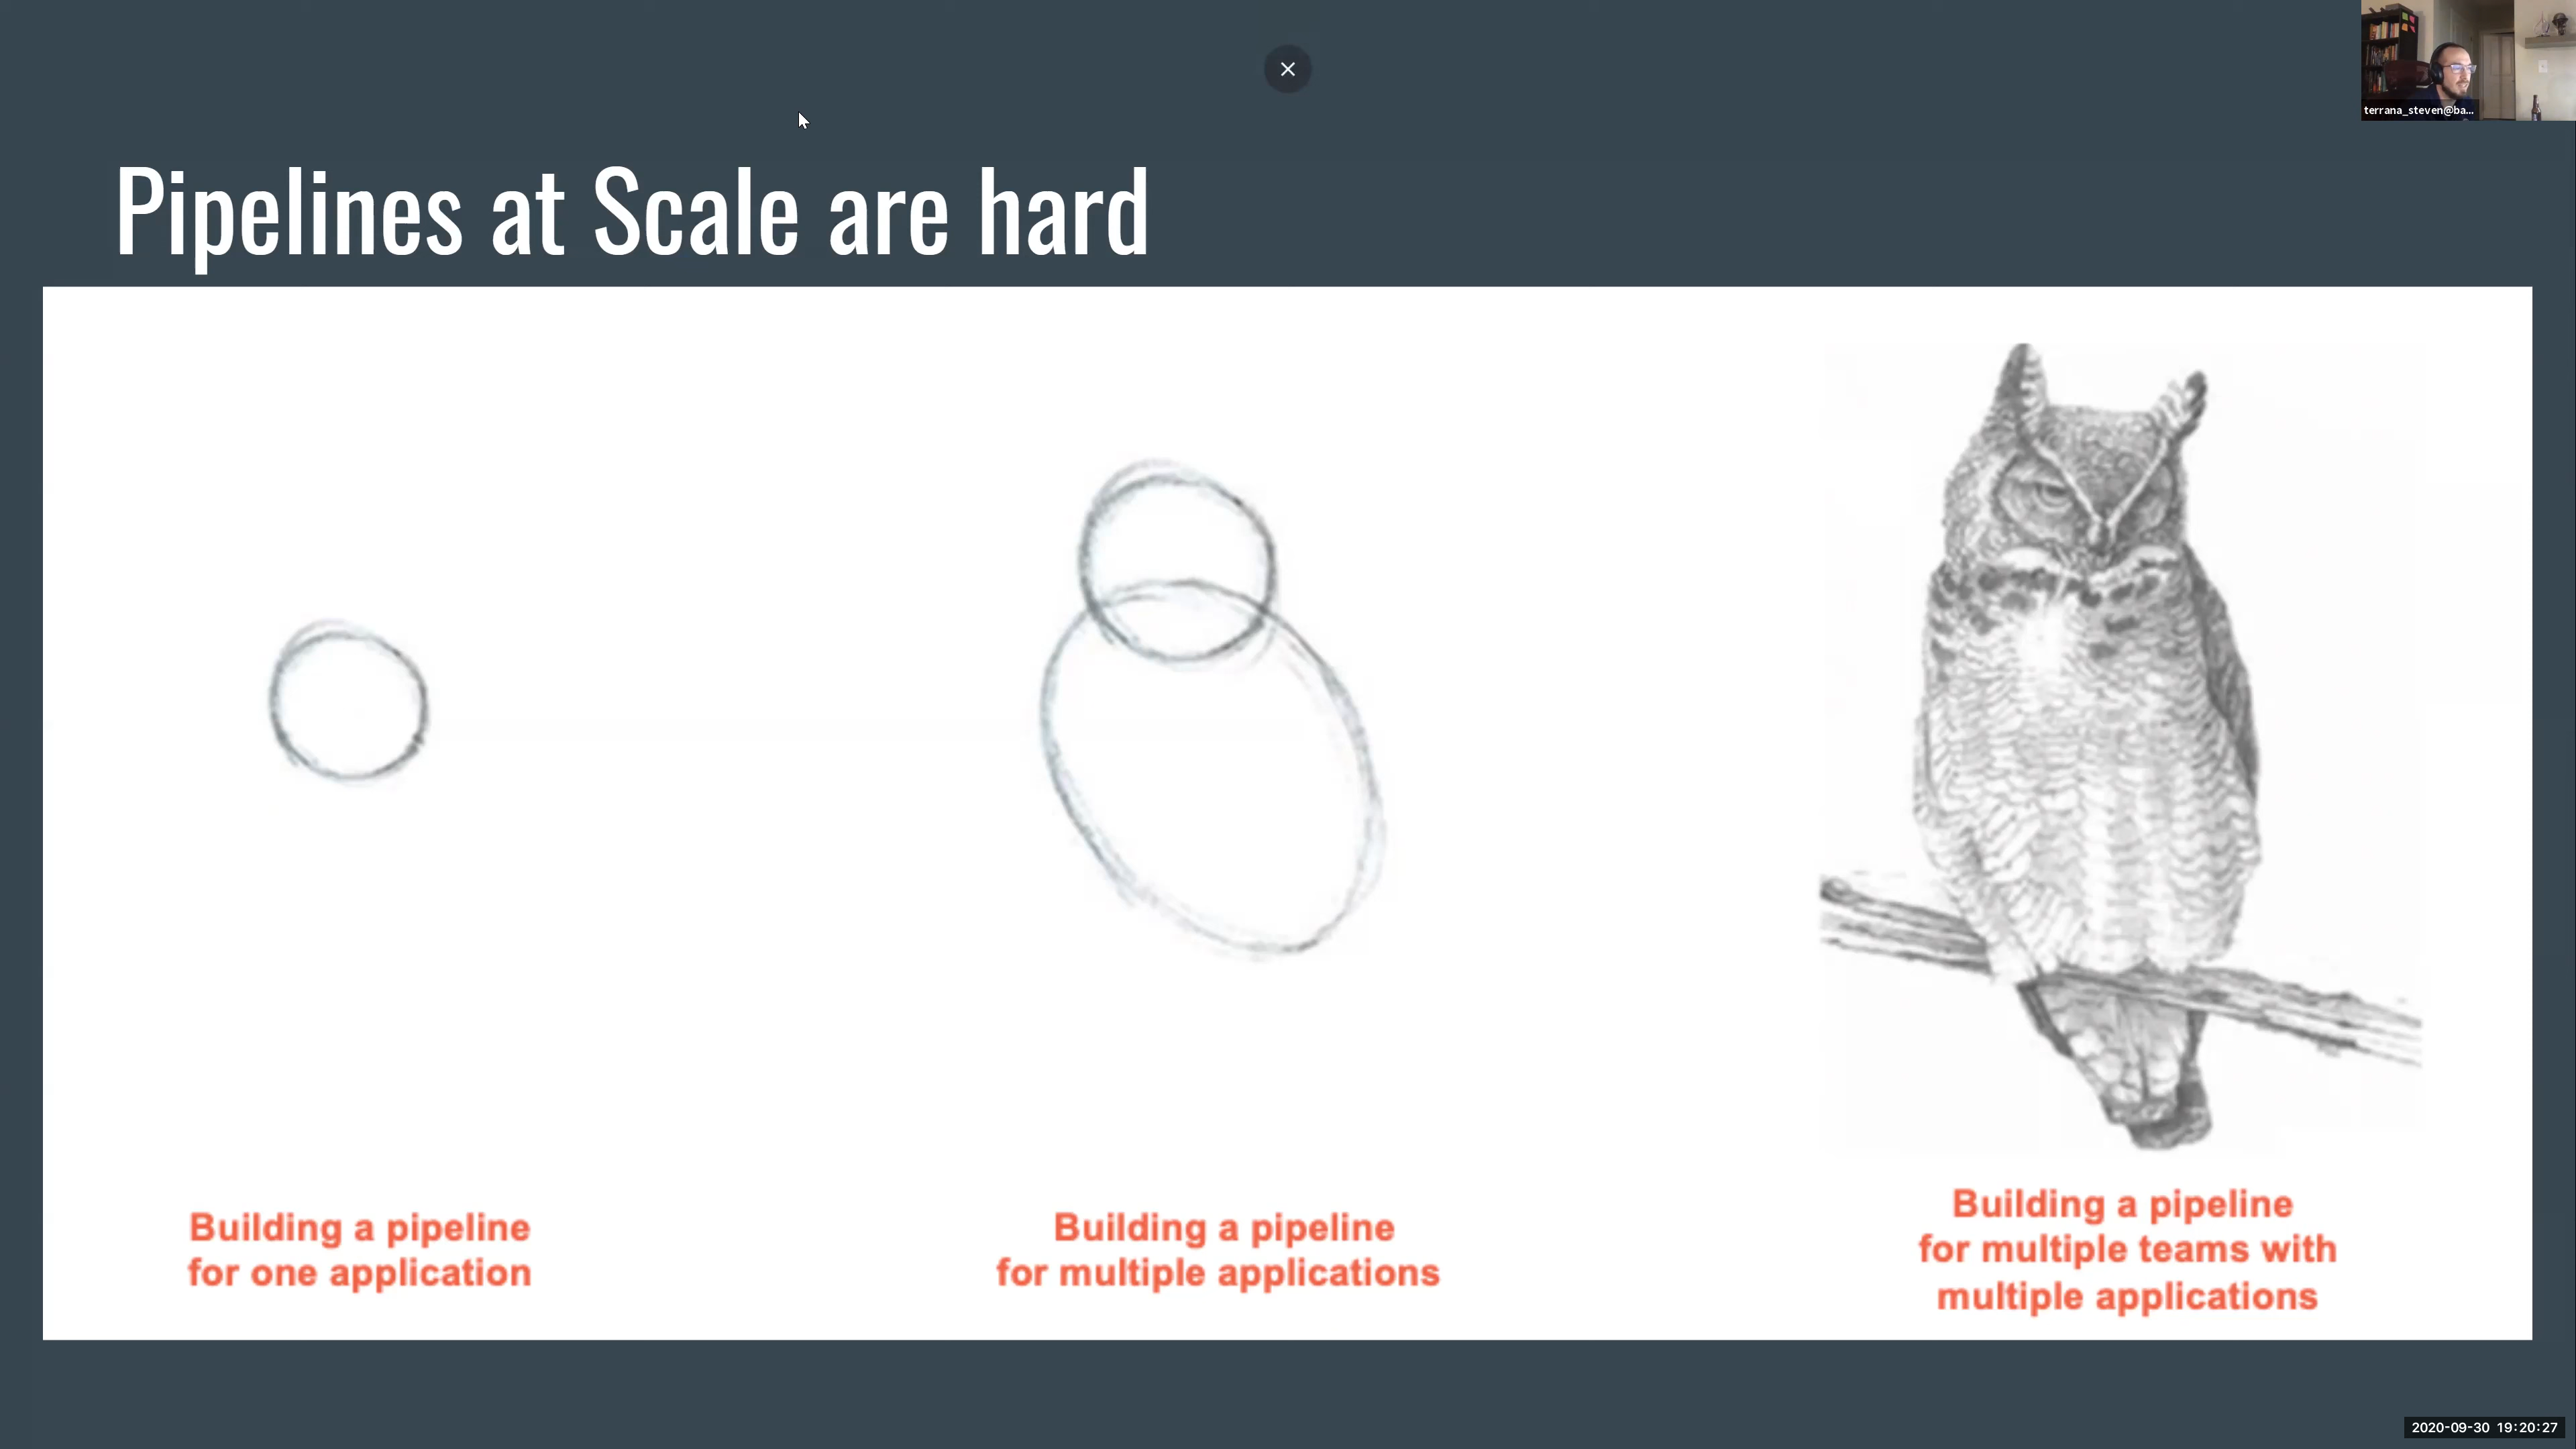 terrana_steven@ba...
Pipelines at Scale are hard
Building a pipeline
for one application
Building a pipeline
for multiple applications
Building a pipeline
for multiple teams with
multiple applications
2020-09-30 19:20:27